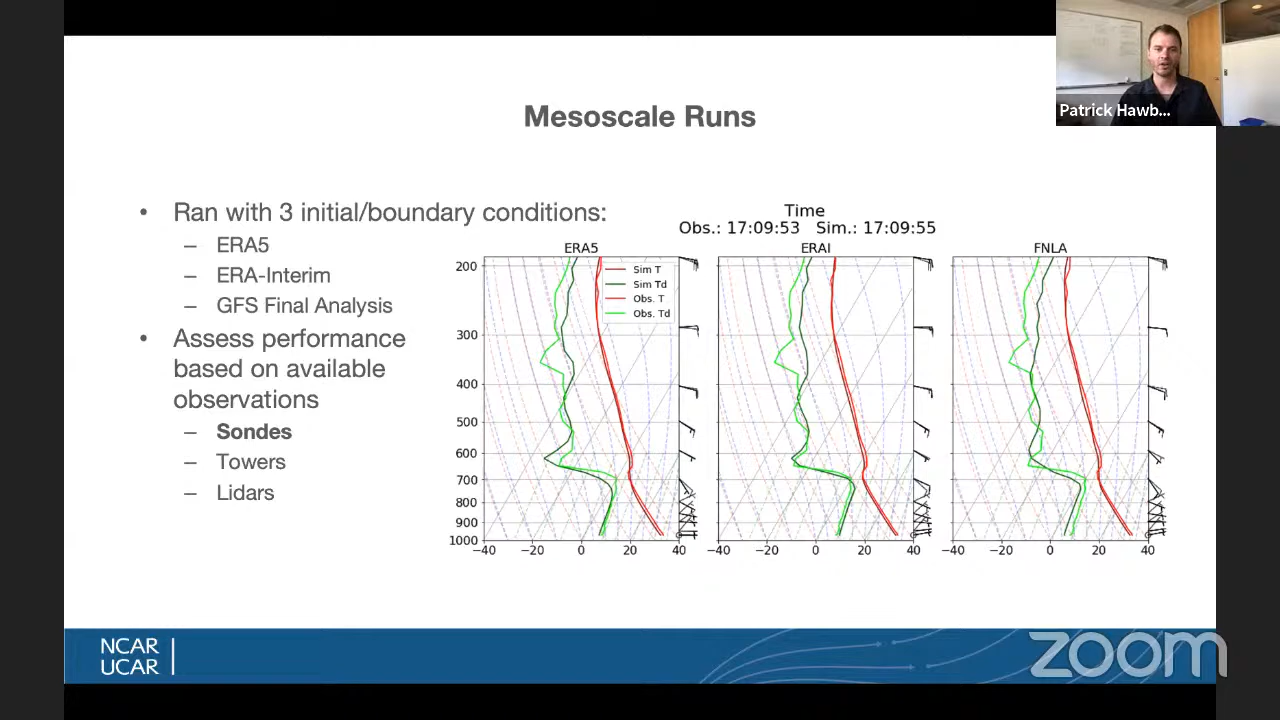 Patrick Hawb...
Mesoscale Runs
• Ran with 3 initial/boundary conditions:
– ERA5
– ERA-Interim
– GFS Final Analysis
• Assess performance
based on available
observations
– Sondes
– Towers
– Lidars
Time
Obs.: 17:09:53 Sim.: 17:09:55
ERA5
Sim T
Sim Td
Obs. T
Obs. Td
200
300
400
500
600
700
800
900
1000
−40 −20 0 20 40
ERAI
−40 −20 0 20 40
FNLA
−40 −20 0 20 40
NCAR
UCAR
zoom